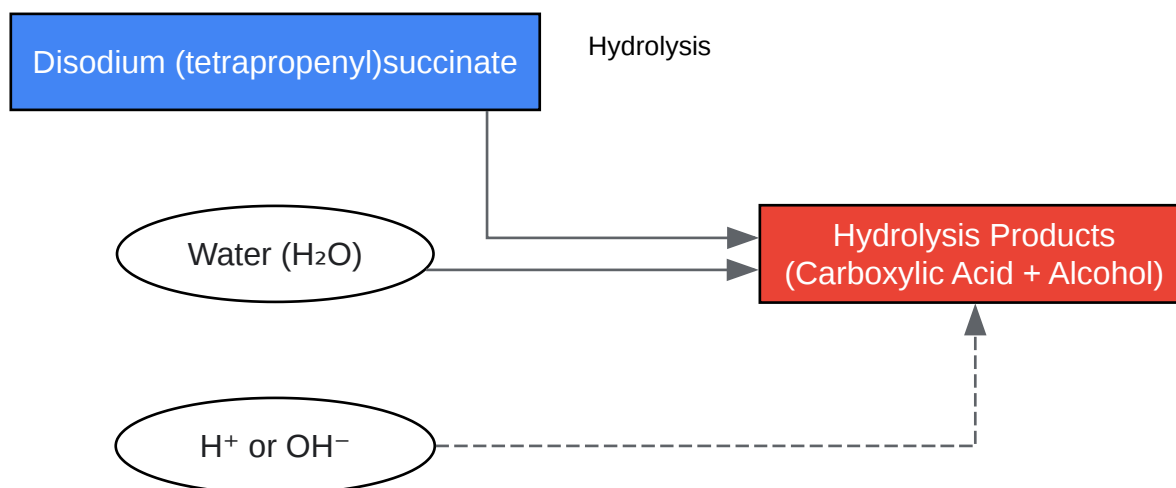 Disodium (tetrapropenyl)succinate
Hydrolysis
Water (H₂O)
Hydrolysis Products
(Carboxylic Acid + Alcohol)
H⁺ or OH⁻